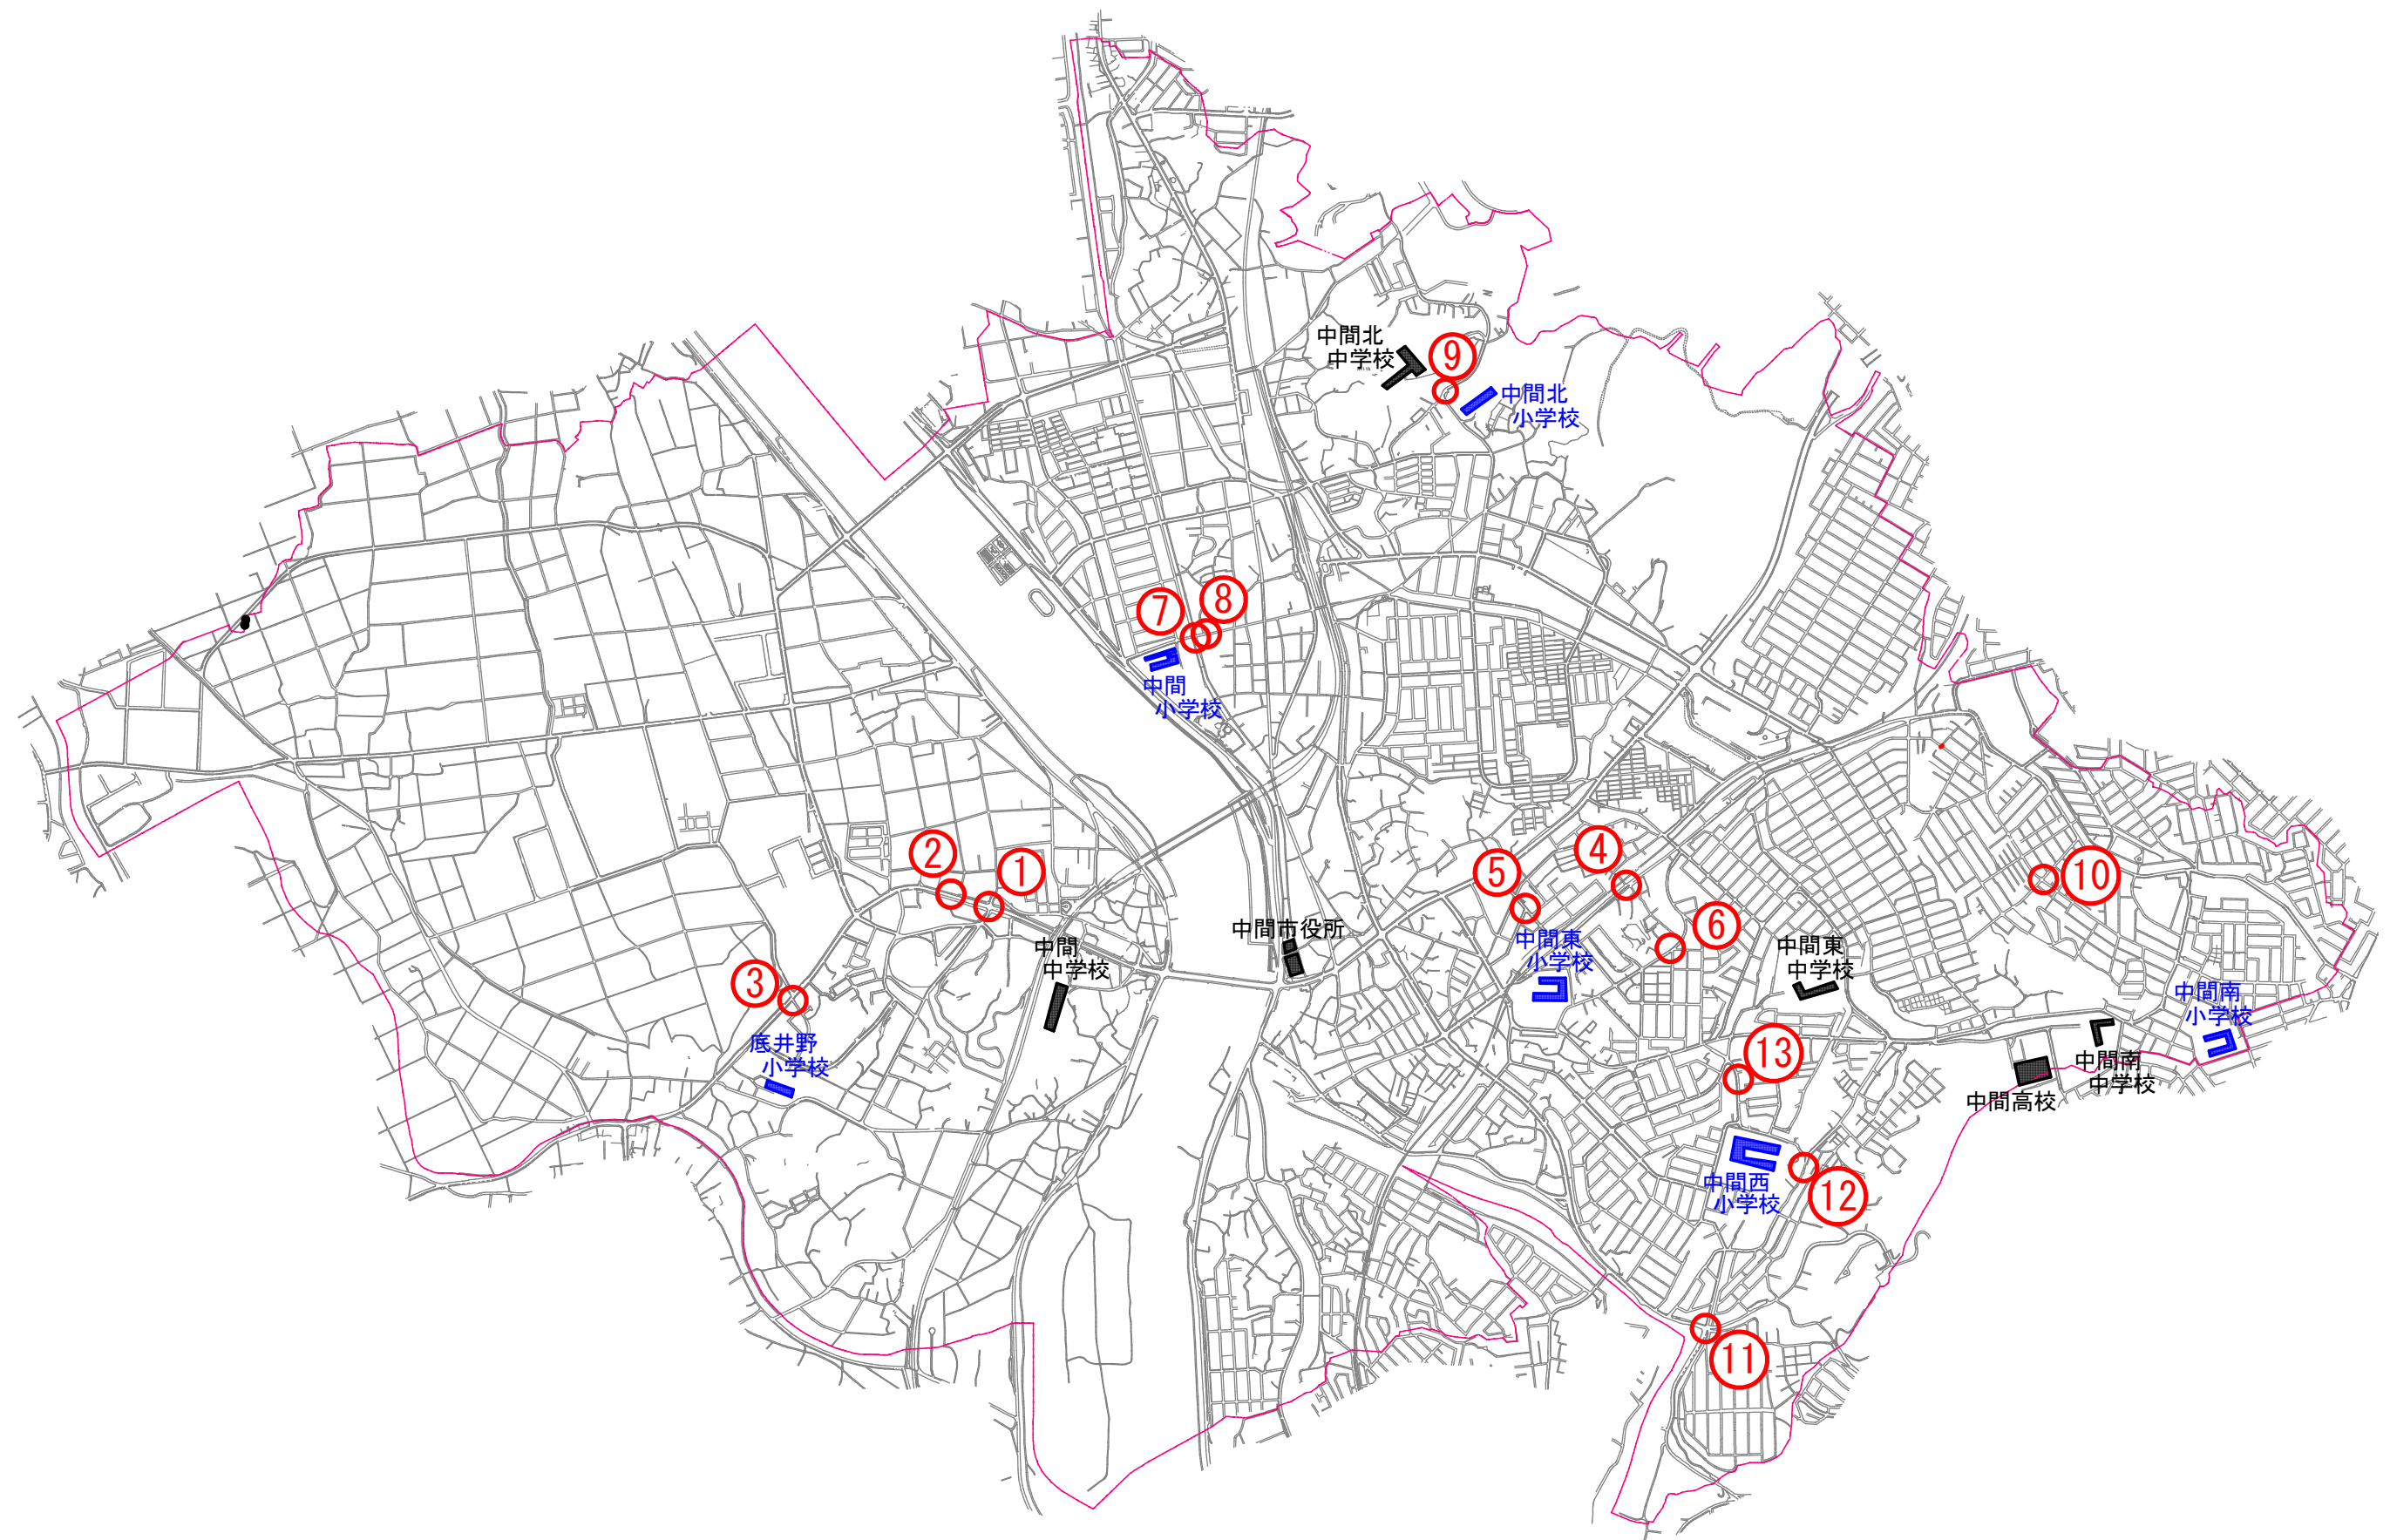 中間北
中学校
⑨
中間北
小学校
⑦
⑧
中間
小学校
②
①
⑤
④
⑩
中間市役所
⑥
中間東
小学校
中間東
中学校
中間
中学校
③
中間南
小学校
底井野
小学校
⑬
中間南
中学校
中間高校
中間西
小学校
⑫
⑪